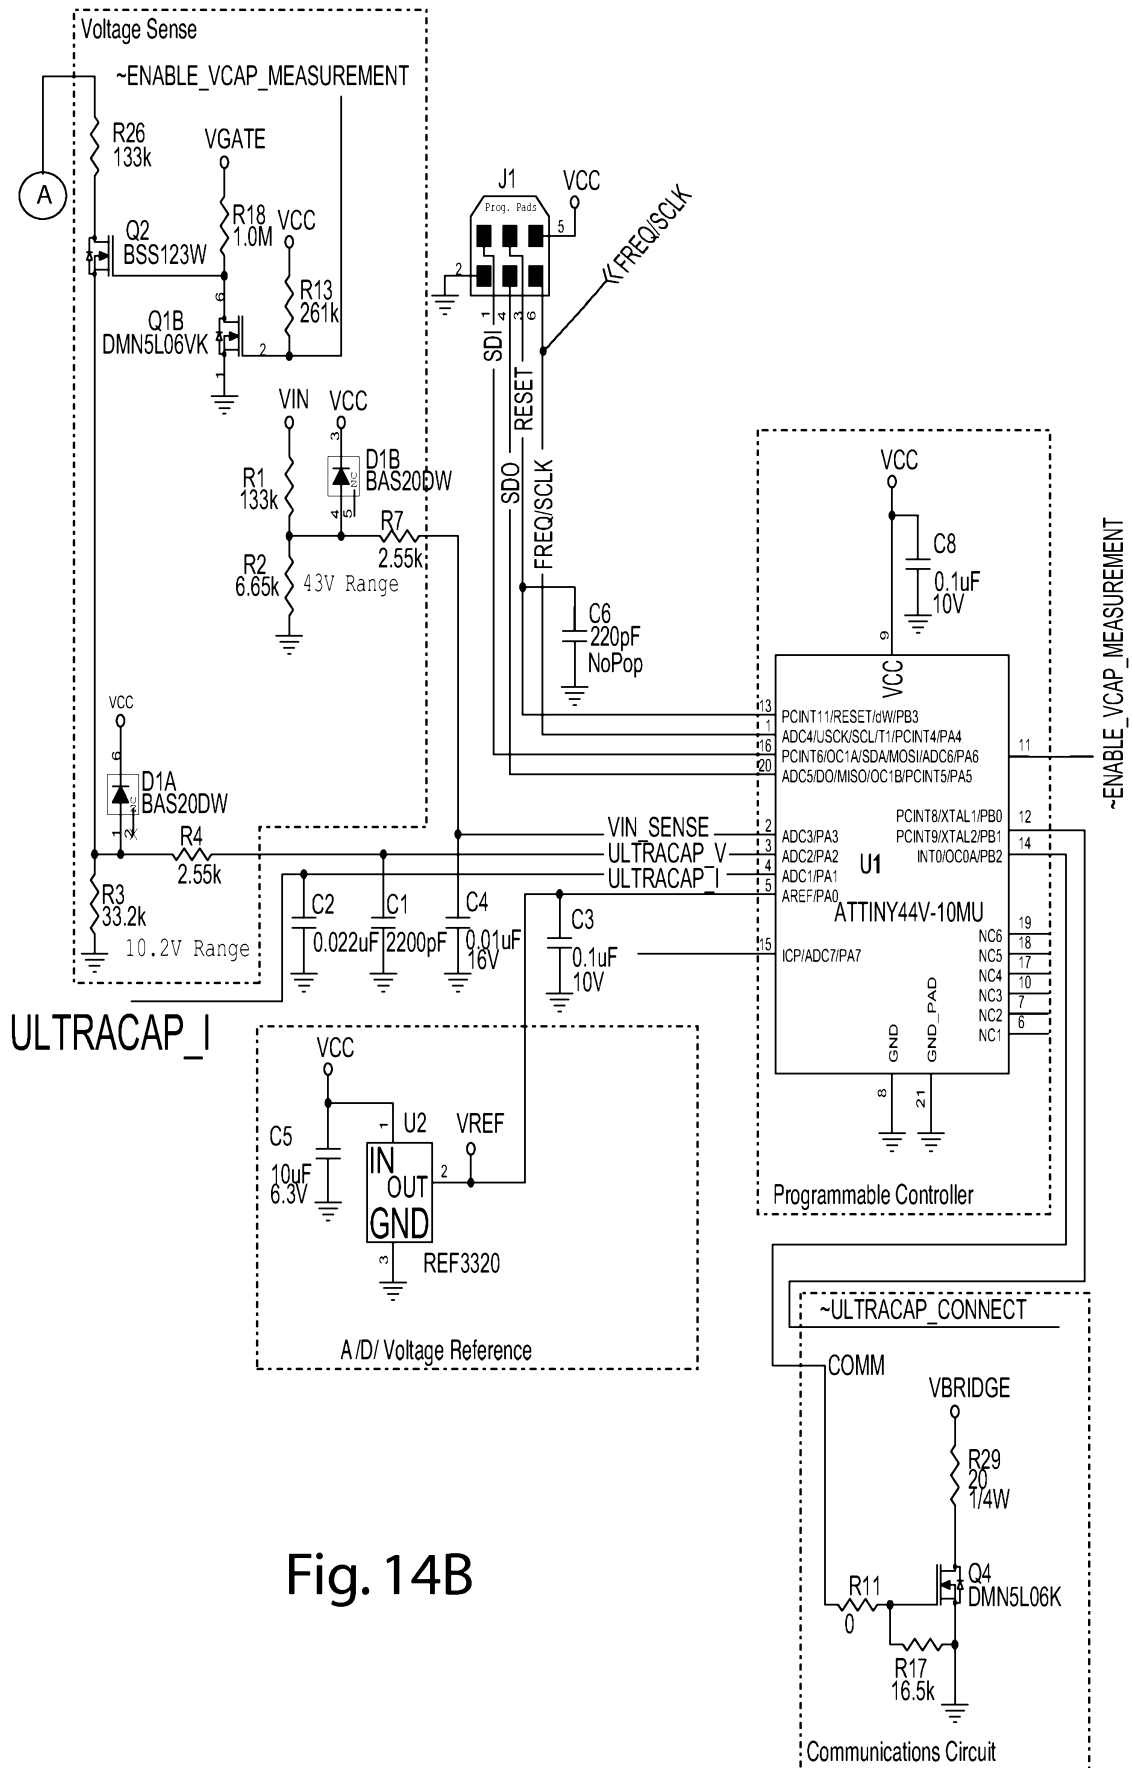 Voltage Sense
~ENABLE_VCAP_MEASUREMENT
A
R26
133k
VGATE
R18
1.0M
VCC
Q2
BSS123W
R13
261k
6
Q1B
DMN5L06VK
2
1
J1
Prog. Pads
VCC
5
2
1
4
3
6
FREQ/SCLK
SDI
RESET
SDO
FREQ/SCLK
VIN
VCC
3
R1
133k
D1B
BAS20DW
NC
4
5
R7
2.55k
R2
6.65k
43V Range
C6
220pF
NoPop
VCC
C8
0.1uF
10V
9
VCC
~ENABLE_VCAP_MEASUREMENT
13
PCINT11/RESET/dW/PB3
1
ADC4/USCK/SCL/T1/PCINT4/PA4
16
PCINT6/OC1A/SDA/MOSI/ADC6/PA6
20
ADC5/DO/MISO/OC1B/PCINT5/PA5
11
PCINT8/XTAL1/PB0
12
PCINT9/XTAL2/PB1
INT0/OC0A/PB2
14
VCC
6
D1A
BAS20DW
NC
1
2
R4
2.55k
VIN_SENSE
2
ADC3/PA3
ULTRACAP_V
3
ADC2/PA2
ULTRACAP_I
4
ADC1/PA1
5
AREF/PA0
U1
ATTINY44V-10MU
R3
33.2k
10.2V Range
C2
0.022uF
C1
2200pF
C4
0.01uF
16V
C3
0.1uF
10V
15
ICP/ADC7/PA7
NC6
19
NC5
18
NC4
17
NC3
10
NC2
7
NC1
6
GND
GND_PAD
8
21
ULTRACAP_I
VCC
C5
10uF
6.3V
1
U2
IN
OUT
GND
2
VREF
3
REF3320
A/D/ Voltage Reference
Programmable Controller
~ULTRACAP_CONNECT
COMM
VBRIDGE
R29
20
1/4W
Q4
DMN5L06K
R11
0
R17
16.5k
Communications Circuit
Fig. 14B